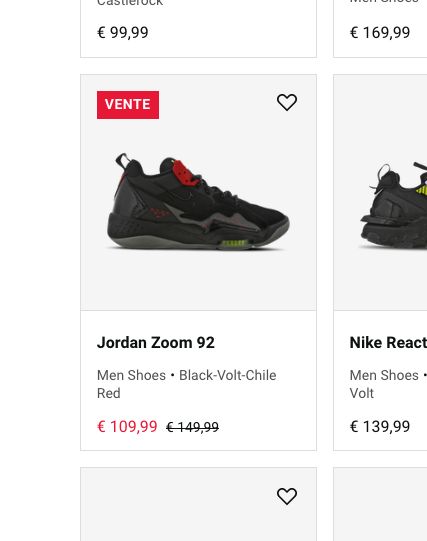 Castlerock
Men Shoes
€ 99,99
€ 169,99
VENTE
Jordan Zoom 92
Nike React
Men Shoes • Black-Volt-Chile
Red
Men Shoes •
Volt
€ 109,99 € 149,99
€ 139,99